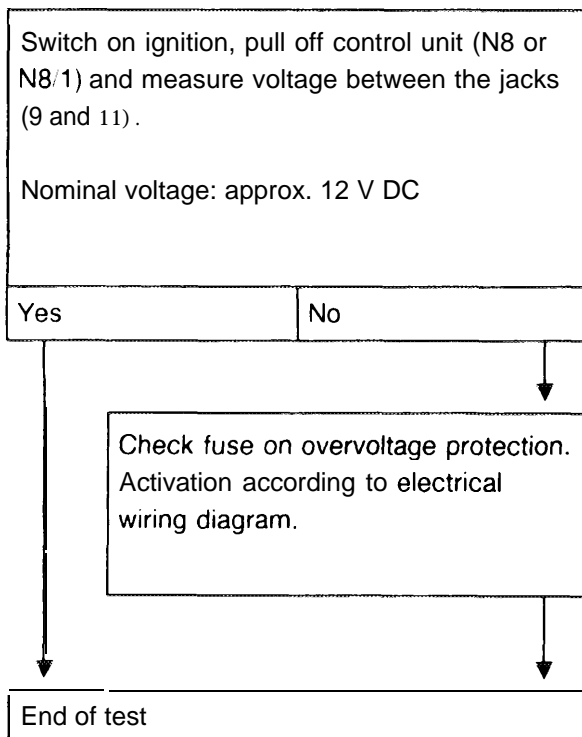 Switch on ignition, pull off control unit (N8 or
N8/1) and measure voltage between the jacks
(9 and 11).
Nominal voltage: approx. 12 V DC
Yes
No
Check fuse on overvoltage protection.
Activation according to electrical
wiring diagram.
End of test